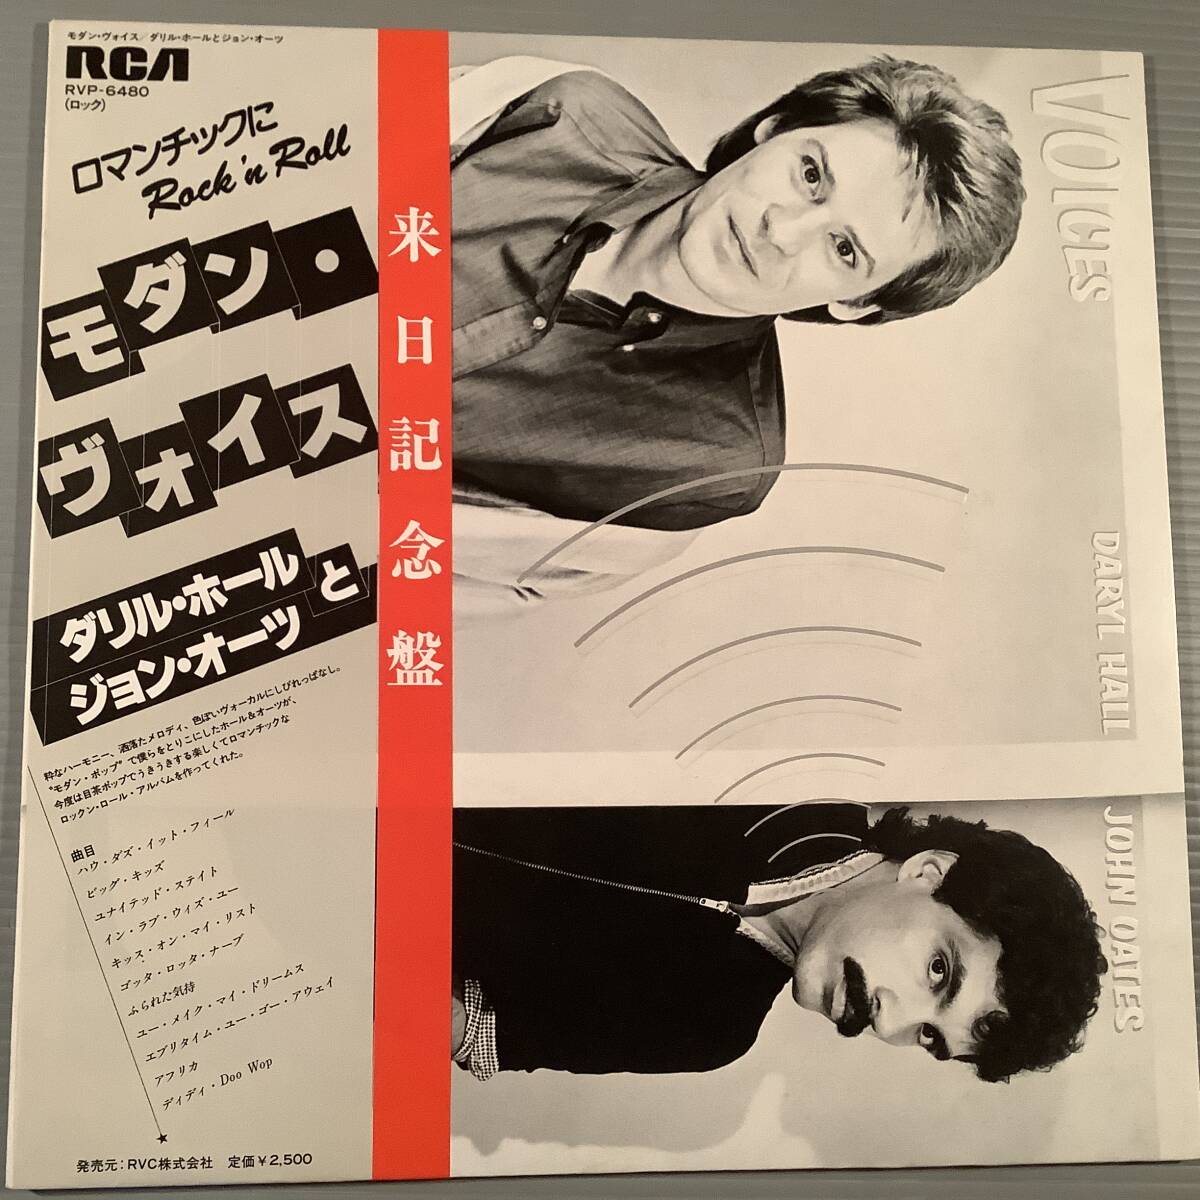 モダン・ヴォイス/ダリル・ホールとジョン・オーツ
RCA
RVP-6480
(ロック)
ロマンチックに
Rock'n Roll
モダン・
ヴォイス
ダリル・ホールと
ジョン・オーツ
粋なハーモニー、洒落たメロディ、色ぽいヴォーカルにしびれっぱなし。
“モダン・ポップ”で僕らをとりこにしたホール&オーツが、
今度は目茶ポップでうきうきする楽しくてロマンチックな
ロックン・ロール・アルバムを作ってくれた。
曲目
ハウ・ダズ・イット・フィール
ビッグ・キッズ
ユナイテッド・ステイト
イン・ラブ・ウィズ・ユー
キッス・オン・マイ・リスト
ゴッタ・ロッタ・ナーブ
ふられた気持
ユー・メイク・マイ・ドリームス
エブリタイム・ユー・ゴー・アウェイ
アフリカ
ディディ・Doo Wop
発売元:RVC株式会社 定価¥2,500
来日記念盤
VOICES
DARYL HALL
JOHN OATES